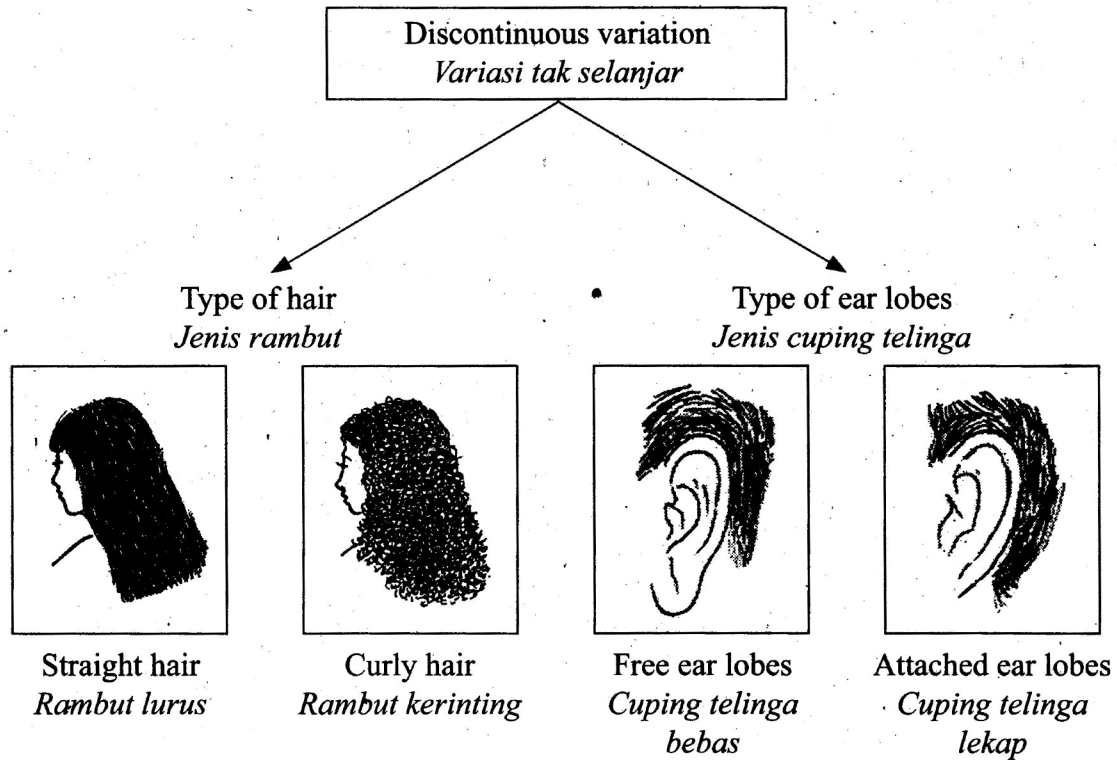 Discontinuous variation
Variasi tak selanjar
Type of hair
Jenis rambut
Type of ear lobes
Jenis cuping telinga
Straight hair
Rambut lurus
Curly hair
Rambut kerinting
Free ear lobes
Cuping telinga
bebas
Attached ear lobes
Cuping telinga
lekap